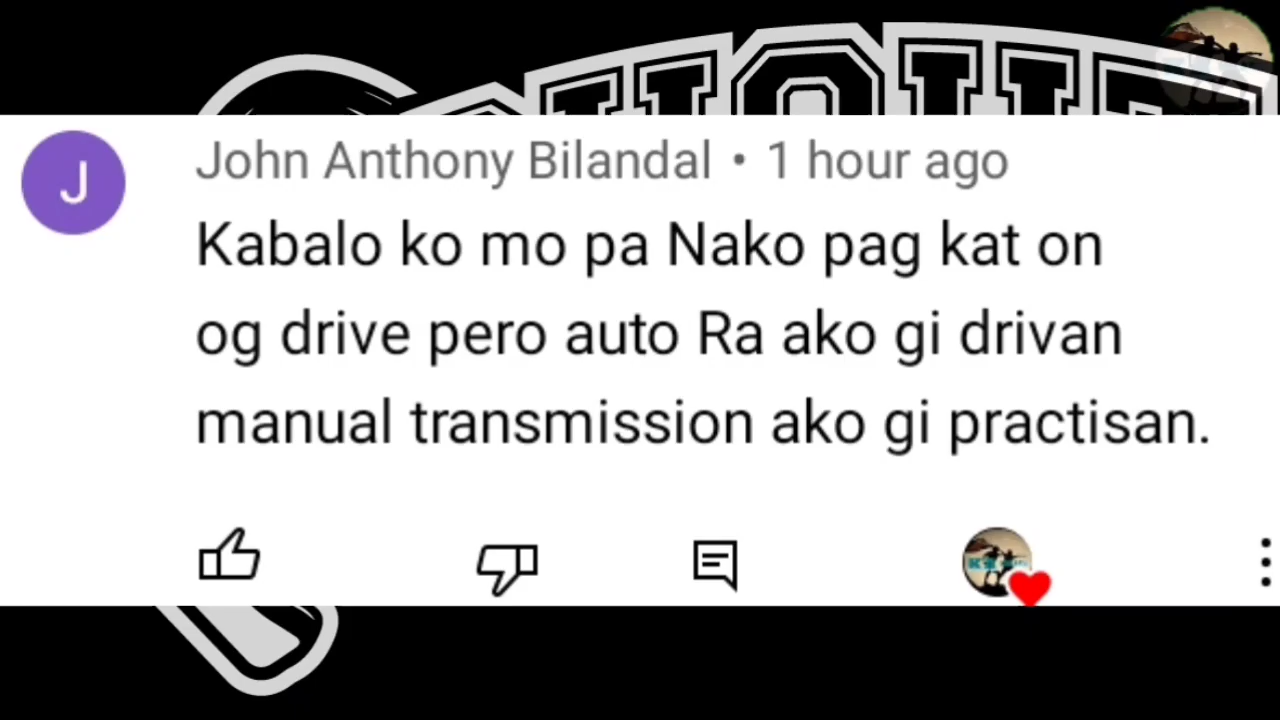 John Anthony Bilandal • 1 hour ago
J
Kabalo ko mo pa Nako pag kat on
og drive pero auto Ra ako gi drivan
manual transmission ako gi practisan.